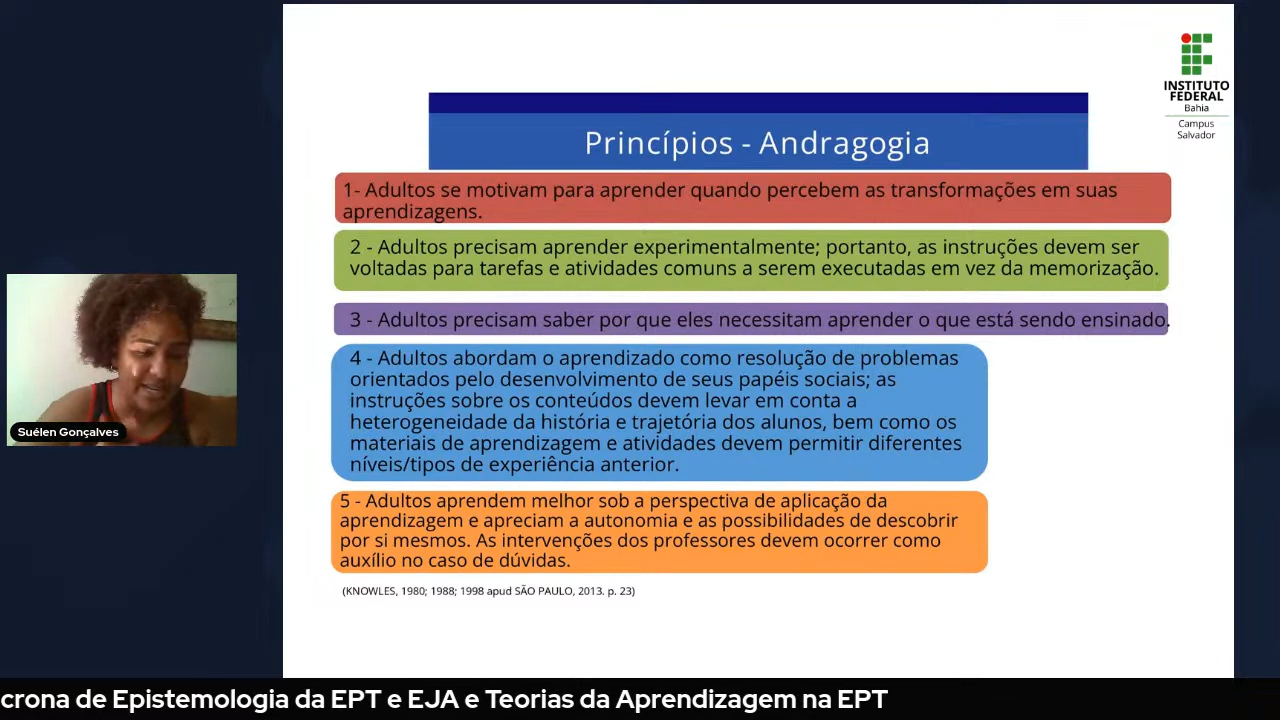 INSTITUTO
FEDERAL
Bahia
Campus
Salvador
Princípios - Andragogia
1- Adultos se motivam para aprender quando percebem as transformações em suas
aprendizagens.
2 - Adultos precisam aprender experimentalmente; portanto, as instruções devem ser
voltadas para tarefas e atividades comuns a serem executadas em vez da memorização.
3 - Adultos precisam saber por que eles necessitam aprender o que está sendo ensinado.
4 - Adultos abordam o aprendizado como resolução de problemas
orientados pelo desenvolvimento de seus papéis sociais; as
instruções sobre os conteúdos devem levar em conta a
heterogeneidade da história e trajetória dos alunos, bem como os
materiais de aprendizagem e atividades devem permitir diferentes
níveis/tipos de experiência anterior.
5 - Adultos aprendem melhor sob a perspectiva de aplicação da
aprendizagem e apreciam a autonomia e as possibilidades de descobrir
por si mesmos. As intervenções dos professores devem ocorrer como
auxílio no caso de dúvidas.
(KNOWLES, 1980; 1988; 1998 apud SÃO PAULO, 2013. p. 23)
Suélen Gonçalves
crona de Epistemologia da EPT e EJA e Teorias da Aprendizagem na EPT